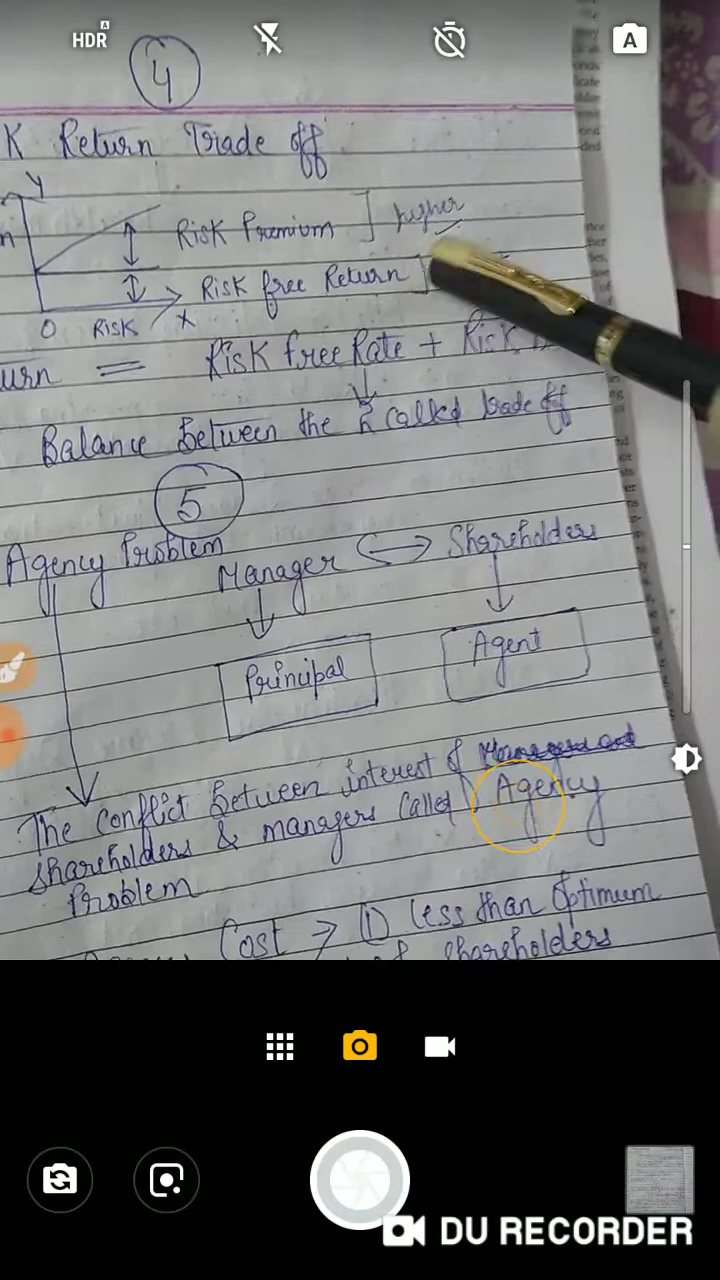 HDR A
A
4
K Return Trade off
Y
Risk Premium ] higher
n
Risk free Return ]
O Risk X
urn = Risk free Rate + Risk
Balance Between the 2 called trade off
5
Agency Problem Manager ↔ Shareholders
Principal Agent
The conflict Between interest of
shareholders & managers called Agency
Problem
Cost → ① less than Optimum
of shareholders
DU RECORDER